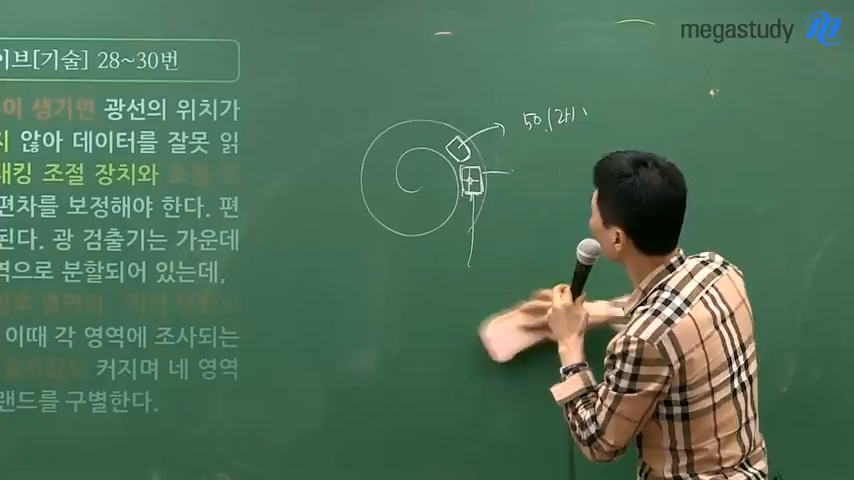 megastudy
이브[기술] 28~30번
이 생기면 광선의 위치가
지 않아 데이터를 잘못 읽
래킹 조절 장치와
편차를 보정해야 한다. 편
된다. 광 검출기는 가운데
역으로 분할되어 있는데,
이때 각 영역에 조사되는
커지며 네 영역
랜드를 구별한다.